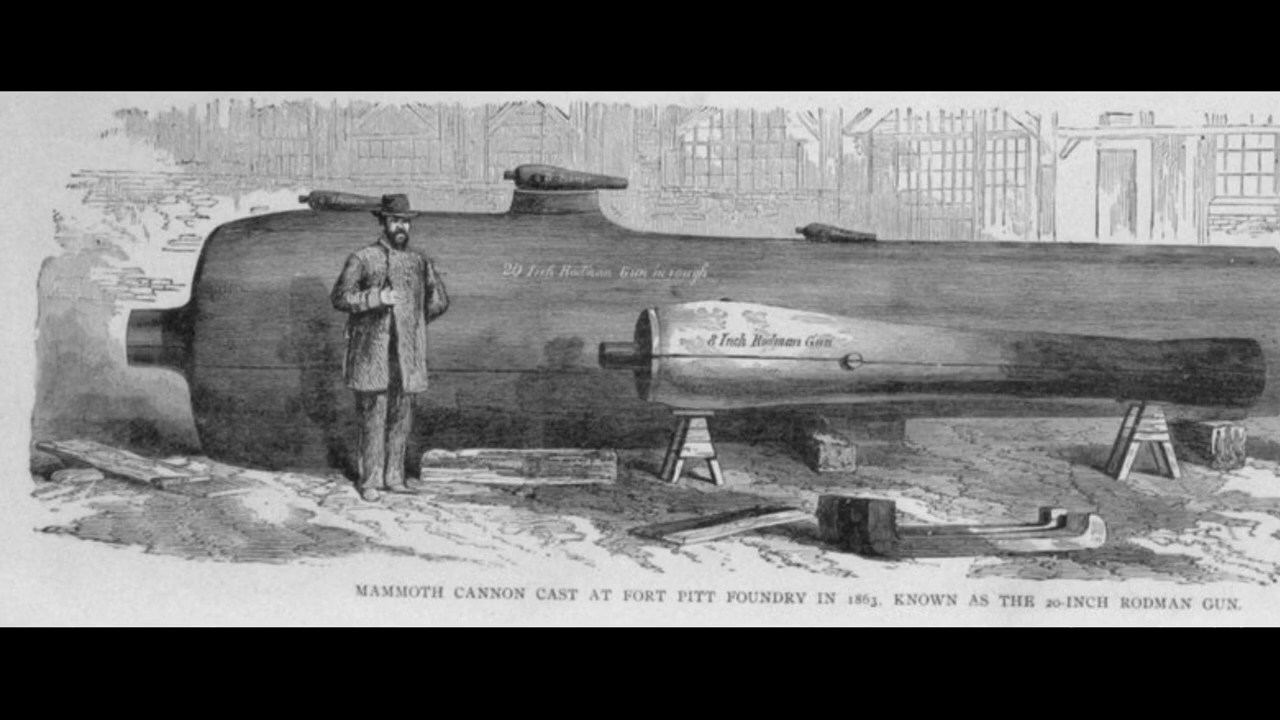 20 Inch Rodman Gun in rough
8 Inch Rodman Gun
MAMMOTH CANNON CAST AT FORT PITT FOUNDRY IN 1863, KNOWN AS THE 20-INCH RODMAN GUN.